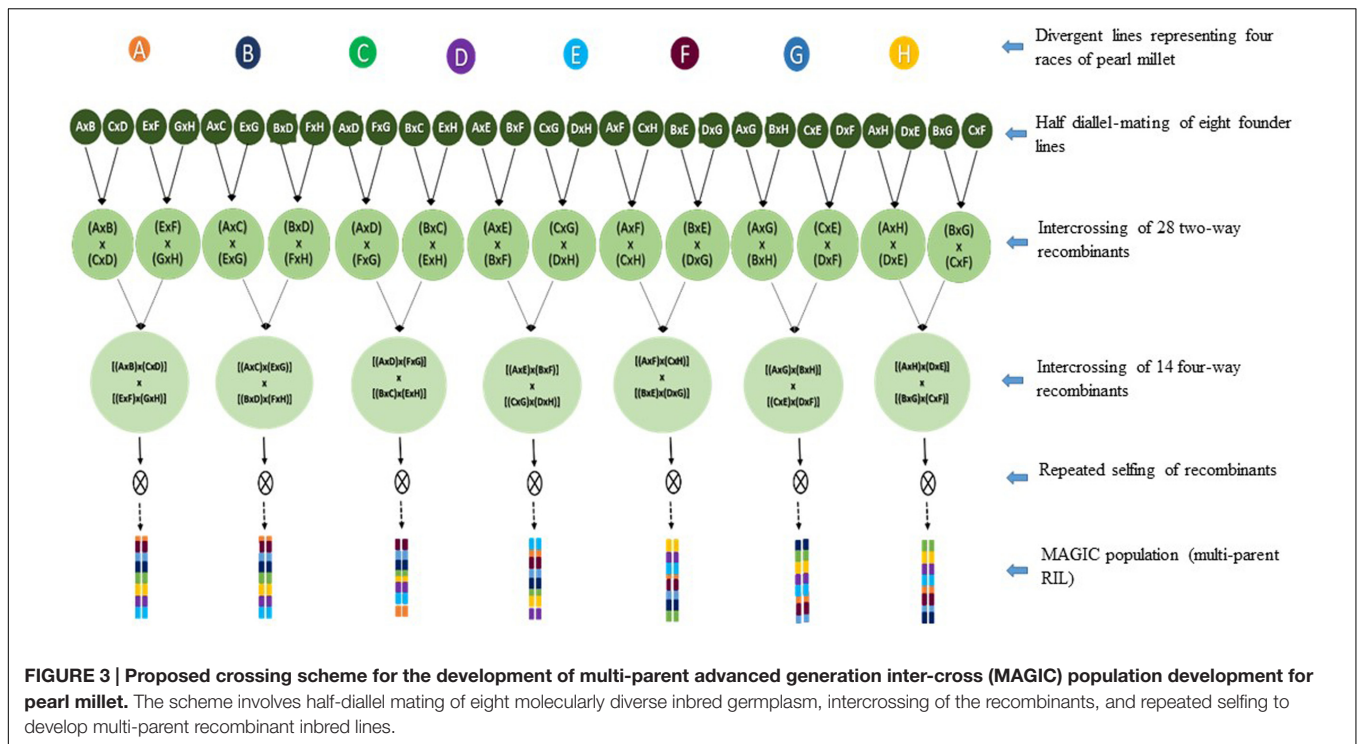 A B C D E F G H
Divergent lines representing four
races of pearl millet
AxB CxD ExF GxH AxC ExG BxD FxH AxD FxG BxC ExH AxE BxF CxG DxH AxF CxH BxE DxG AxG BxH CxE DxF AxH DxE BxG CxF
Half diallel-mating of eight founder
lines
(AxB) (ExF) (AxC) (BxD) (AxD) (BxC) (AxE) (CxG) (AxF) (BxE) (AxG) (CxE) (AxH) (BxG)
x x x x x x x x x x x x x x
(CxD) (GxH) (ExG) (FxH) (FxG) (ExH) (BxF) (DxH) (CxH) (DxG) (BxH) (DxF) (DxE) (CxF)
Intercrossing of 28 two-way
recombinants
[(AxB)x(CxD)] [(AxC)x(ExG)] [(AxD)x(FxG)] [(AxE)x(BxF)] [(AxF)x(CxH)] [(AxG)x(BxH)] [(AxH)x(DxE)]
x x x x x x x
[(ExF)x(GxH)] [(BxD)x(FxH)] [(BxC)x(ExH)] [(CxG)x(DxH)] [(BxE)x(DxG)] [(CxE)x(DxF)] [(BxG)x(CxF)]
Intercrossing of 14 four-way
recombinants
Repeated selfing of recombinants
MAGIC population (multi-parent
RIL)
FIGURE 3 | Proposed crossing scheme for the development of multi-parent advanced generation inter-cross (MAGIC) population development for
pearl millet. The scheme involves half-diallel mating of eight molecularly diverse inbred germplasm, intercrossing of the recombinants, and repeated selfing to
develop multi-parent recombinant inbred lines.